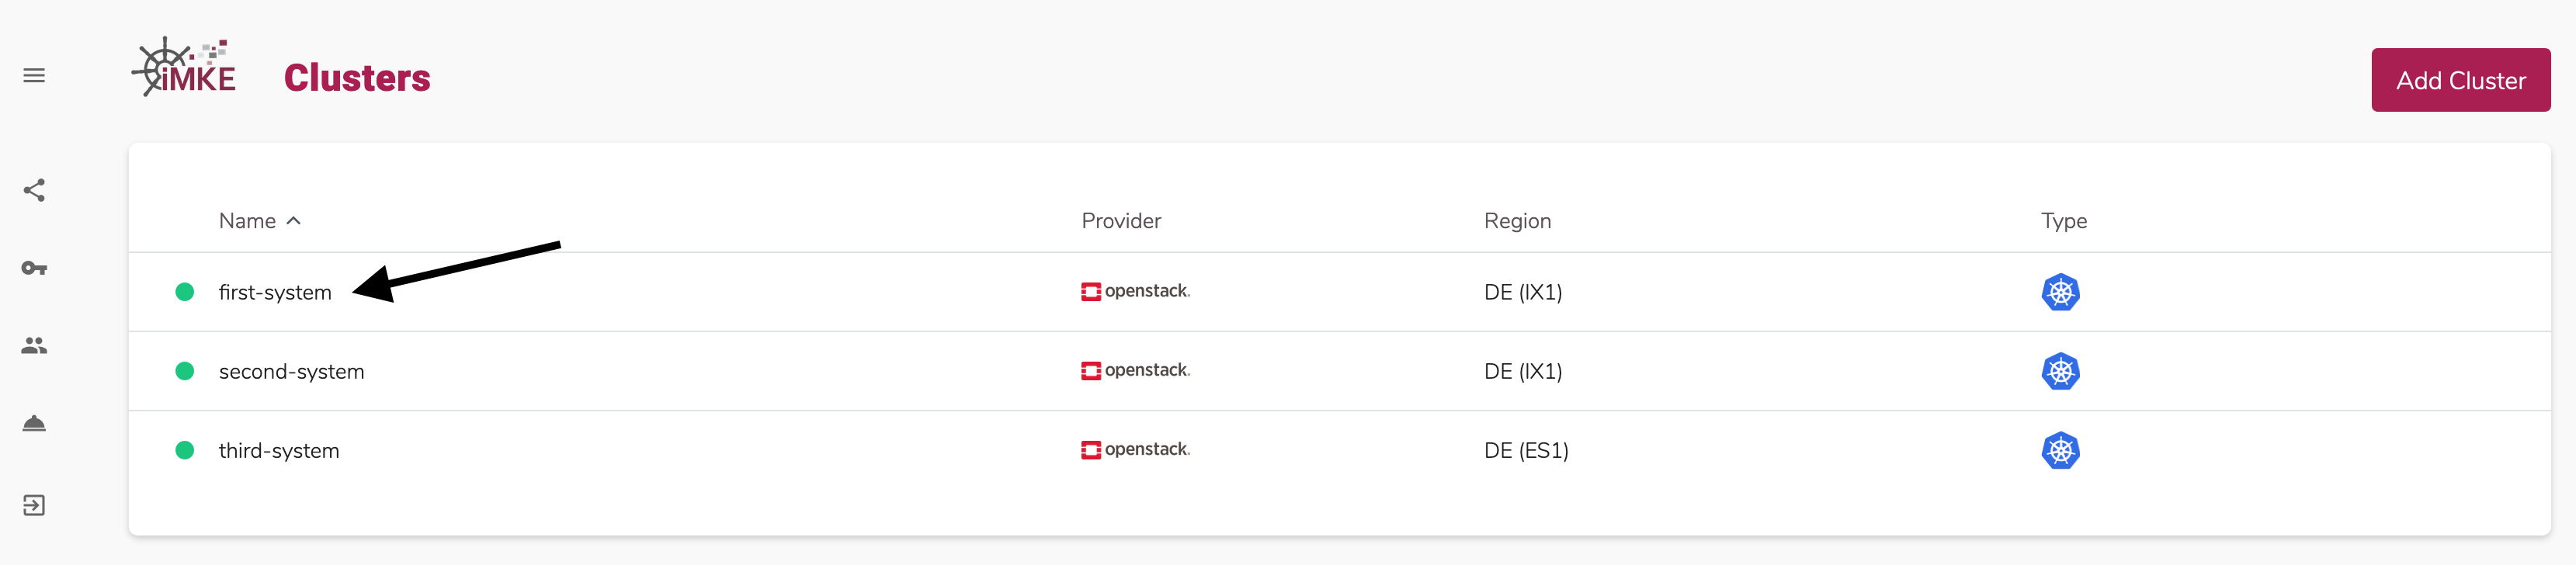 iMKE
Clusters
Add Cluster
Name Provider Region Type
first-system openstack. DE (IX1)
second-system openstack. DE (IX1)
third-system openstack. DE (ES1)